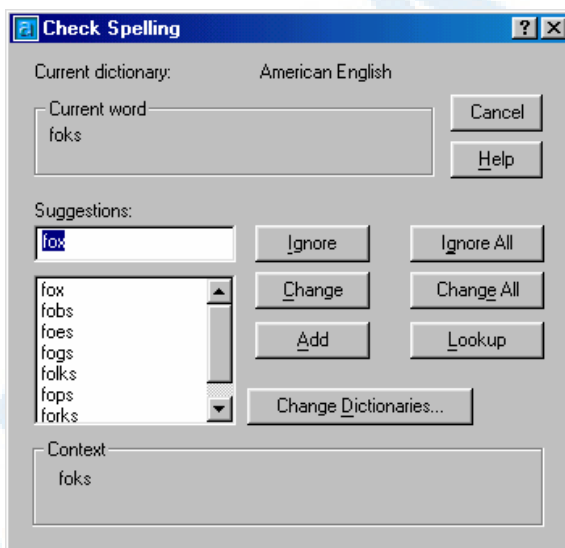 Check Spelling
Current dictionary: American English
Current word
foks
Cancel
Help
Suggestions:
fox
Ignore
Ignore All
fox
fobs
foes
fogs
folks
fops
forks
Change
Change All
Add
Lookup
Change Dictionaries...
Context
foks